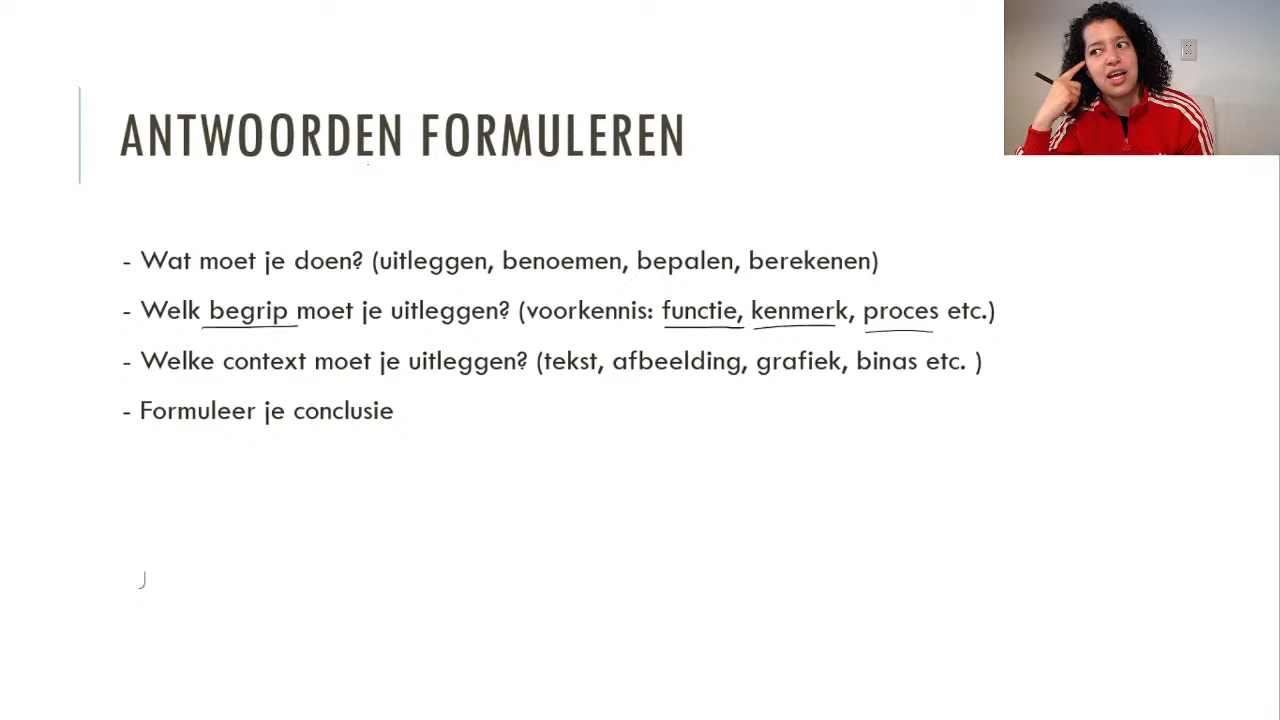 ANTWOORDEN FORMULEREN
- Wat moet je doen? (uitleggen, benoemen, bepalen, berekenen)
- Welk begrip moet je uitleggen? (voorkennis: functie, kenmerk, proces etc.)
- Welke context moet je uitleggen? (tekst, afbeelding, grafiek, binas etc. )
- Formuleer je conclusie